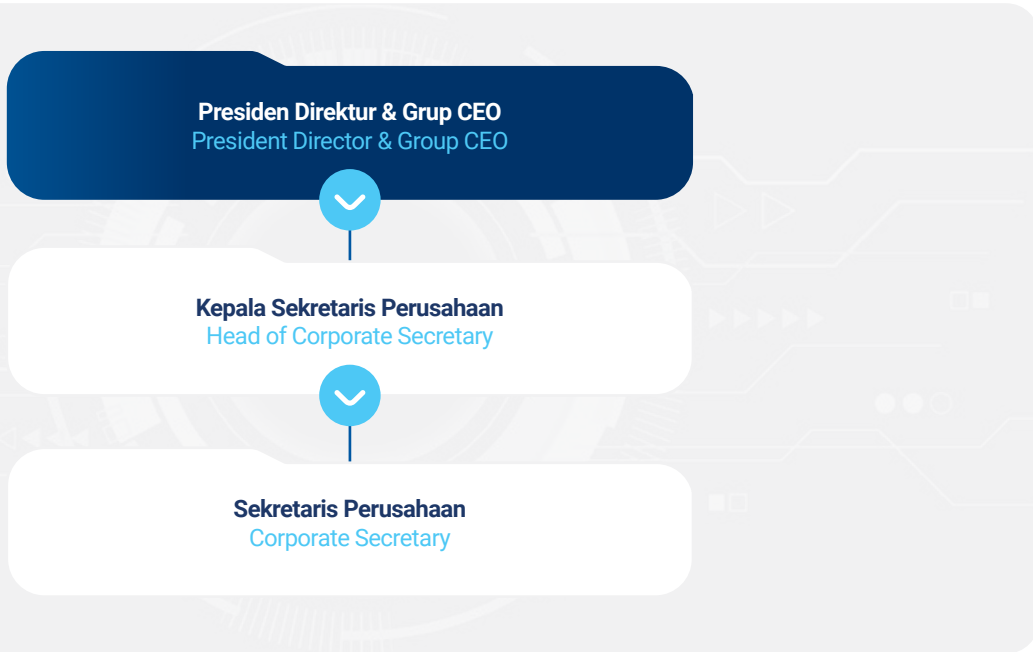 Presiden Direktur & Grup CEO
President Director & Group CEO
Kepala Sekretaris Perusahaan
Head of Corporate Secretary
Sekretaris Perusahaan
Corporate Secretary